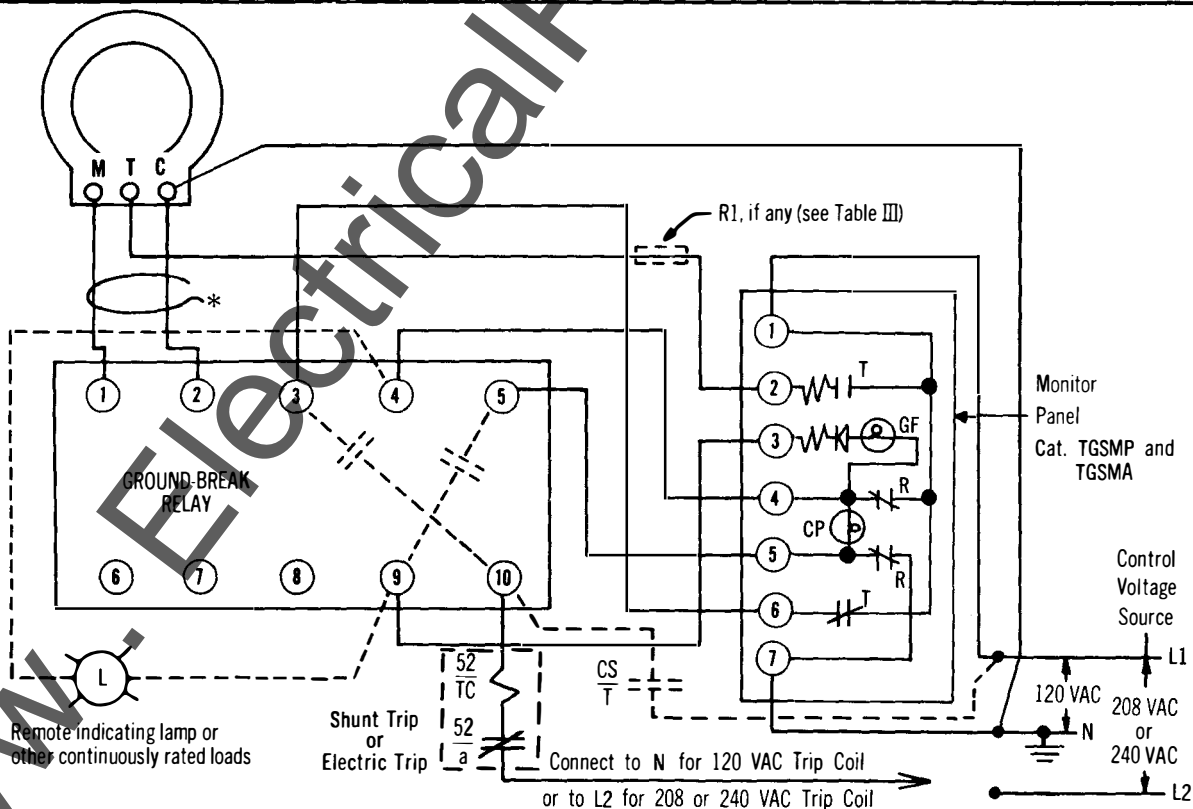 M T C
R1, if any (see Table III)
*
1 2 3 4 5
GROUND-BREAK
RELAY
6 7 8 9 10
L
Remote indicating lamp or
other continuously rated loads
52
TC
52
a
Shunt Trip
or
Electric Trip
CS
T
Connect to N for 120 VAC Trip Coil
or to L2 for 208 or 240 VAC Trip Coil
1
2 T
3 GF
4 R
CP
5 R
6 T
7
Monitor
Panel
Cat. TGSMP and
TGSMA
Control
Voltage
Source
L1
120 VAC
N
208 VAC
or
240 VAC
L2
w. ElectricalP